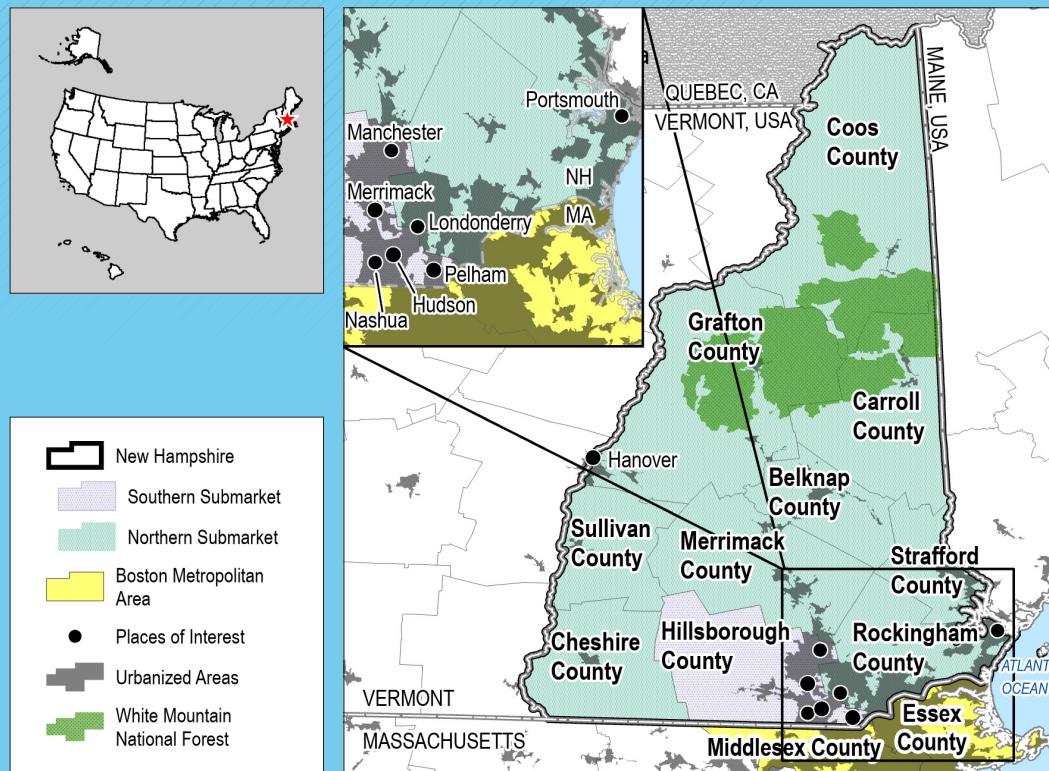 Portsmouth
Manchester
NH
Merrimack
MA
Londonderry
Pelham
Hudson
Nashua
QUEBEC, CA
VERMONT, USA
MAINE, USA
Coos
County
Grafton
County
Carroll
County
Hanover
Belknap
County
Sullivan
County
Merrimack
County
Strafford
County
Cheshire
County
Hillsborough
County
Rockingham
County
ATLANT
OCEAN
VERMONT
MASSACHUSETTS
Middlesex County
Essex
County
New Hampshire
Southern Submarket
Northern Submarket
Boston Metropolitan
Area
Places of Interest
Urbanized Areas
White Mountain
National Forest